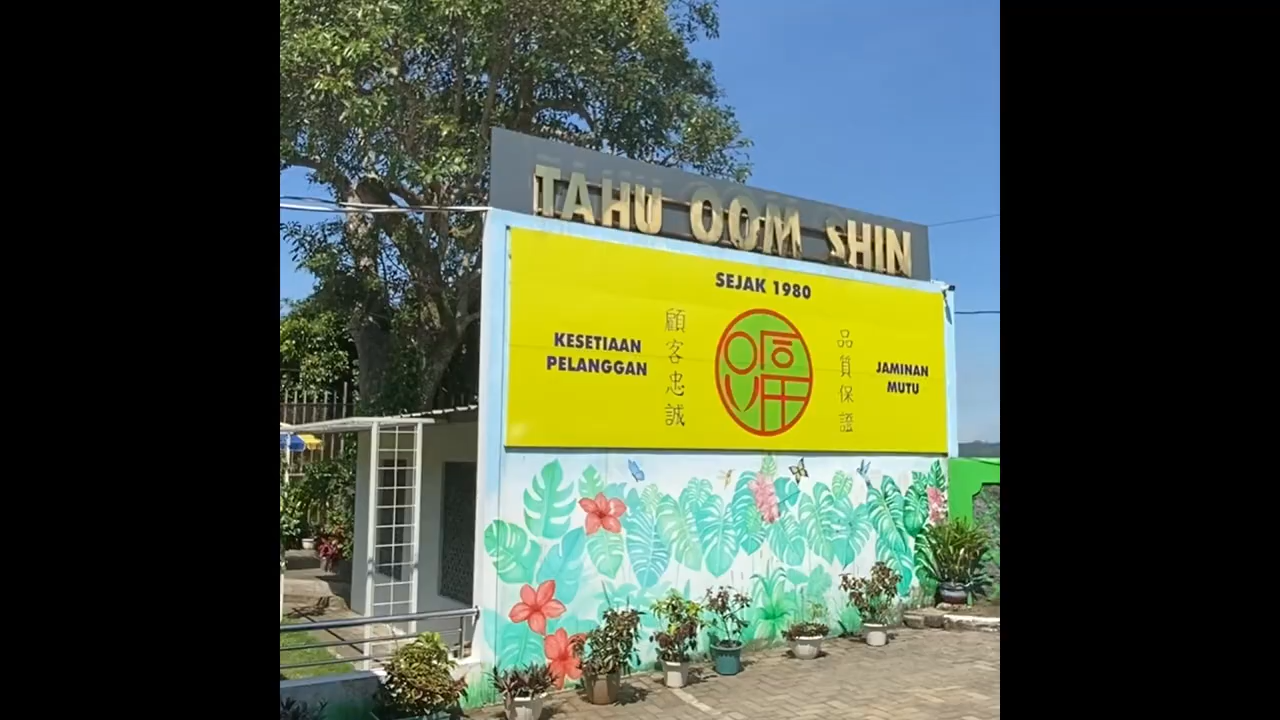 TAHU OOM SHIN
SEJAK 1980
KESETIAAN
PELANGGAN
顧客忠誠
品質保證
JAMINAN
MUTU